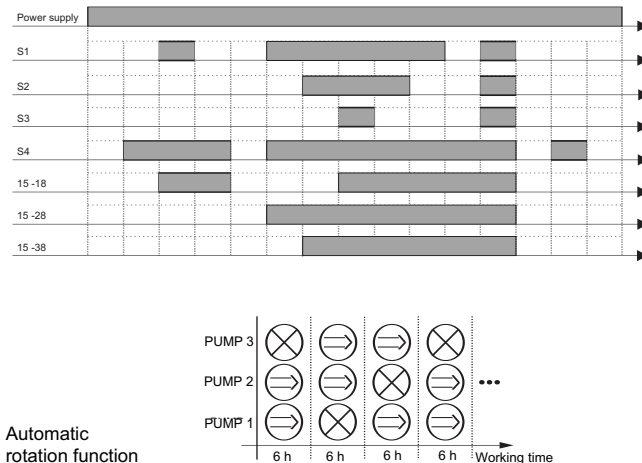 Power supply
S1
S2
S3
S4
15 -18
15 -28
15 -38
PUMP 3
PUMP 2
PUMP 1
6 h 6 h 6 h 6 h Working time
Automatic
rotation function